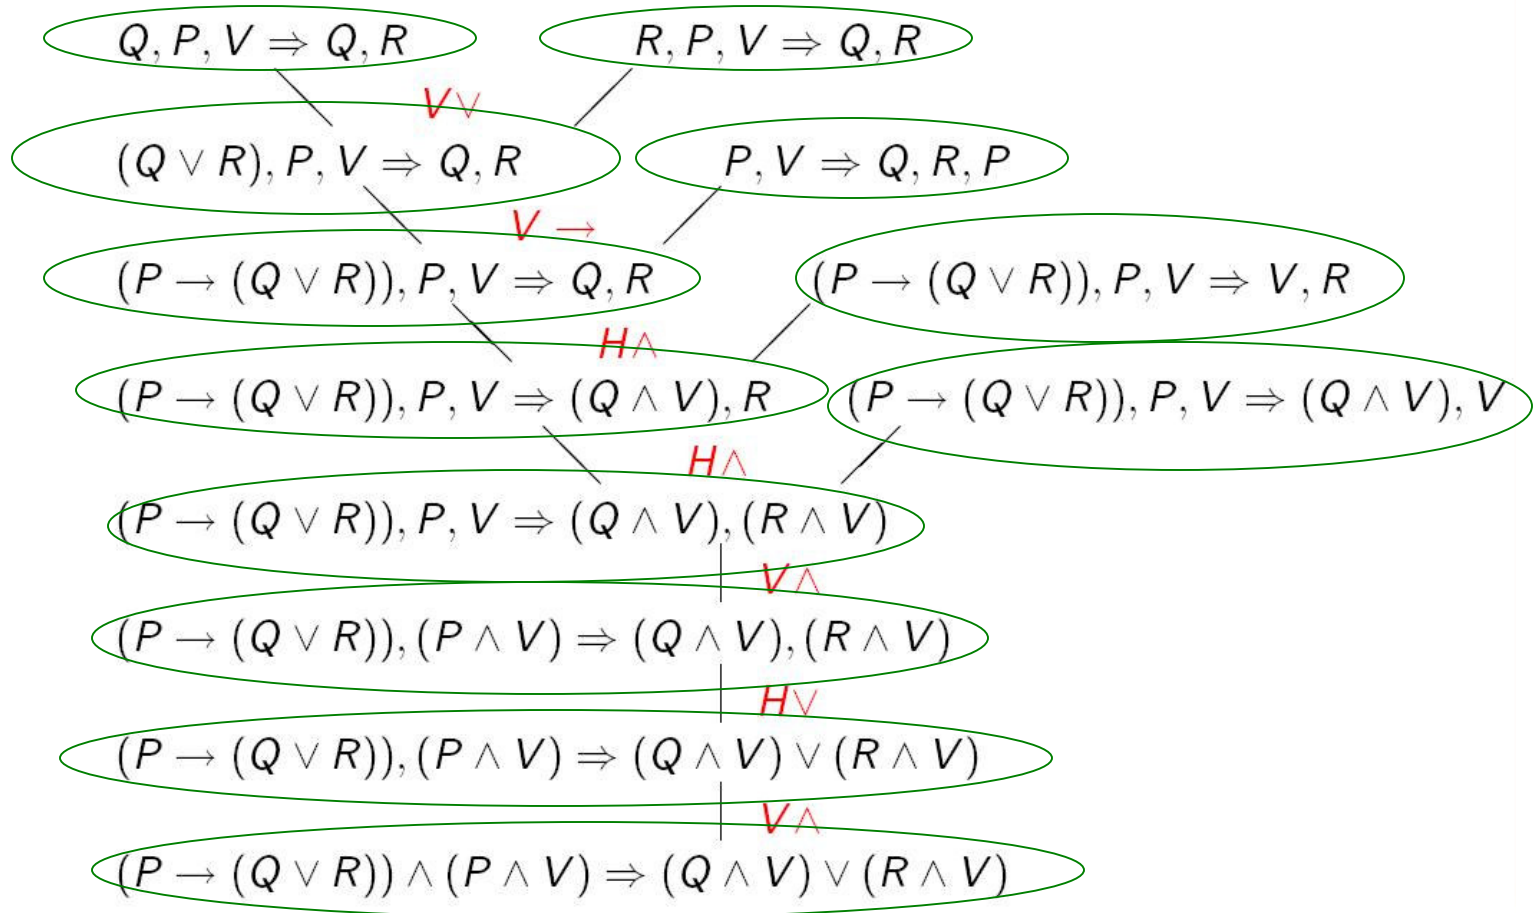 Q, P, V ⇒ Q, R    R, P, V ⇒ Q, R
V∨
(Q ∨ R), P, V ⇒ Q, R    P, V ⇒ Q, R, P
V →
(P → (Q ∨ R)), P, V ⇒ Q, R    (P → (Q ∨ R)), P, V ⇒ V, R
H∧
(P → (Q ∨ R)), P, V ⇒ (Q ∧ V), R    (P → (Q ∨ R)), P, V ⇒ (Q ∧ V), V
H∧
(P → (Q ∨ R)), P, V ⇒ (Q ∧ V), (R ∧ V)
V∧
(P → (Q ∨ R)), (P ∧ V) ⇒ (Q ∧ V), (R ∧ V)
H∨
(P → (Q ∨ R)), (P ∧ V) ⇒ (Q ∧ V) ∨ (R ∧ V)
V∧
(P → (Q ∨ R)) ∧ (P ∧ V) ⇒ (Q ∧ V) ∨ (R ∧ V)